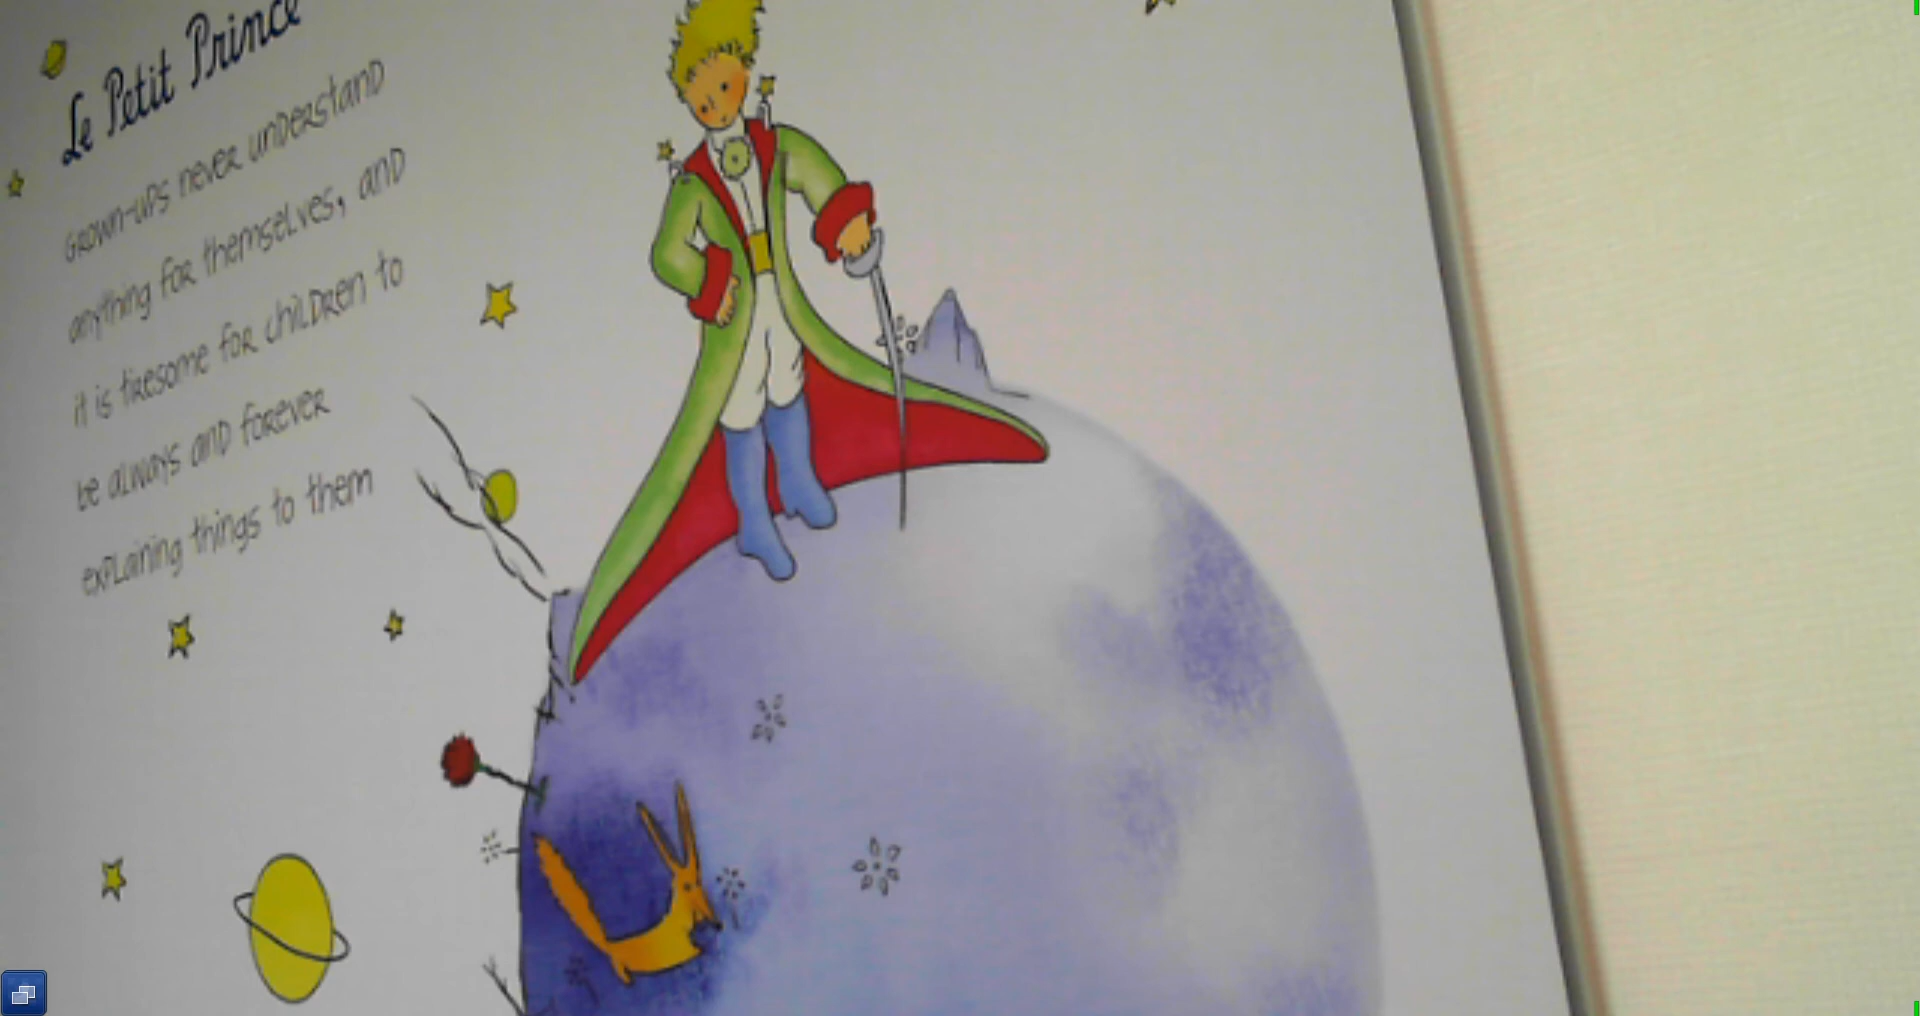 Le Petit Prince
Grown-ups never understand
anything for themselves, and
it is tiresome for children to
be always and forever
explaining things to them